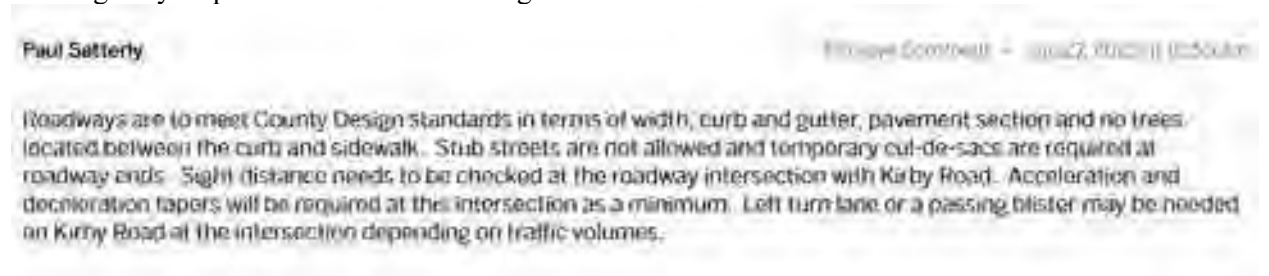 Paul Satterly
Roadways are to meet County Design standards in terms of width, curb and gutter, pavement section and no trees
located between the curb and sidewalk. Stub streets are not allowed and temporary cul-de-sacs are required at
roadway ends. Sight distance needs to be checked at the roadway intersection with Kirby Road. Acceleration and
deceleration tapers will be required at this intersection as a minimum. Left turn lane or a passing blister may be needed
on Kirby Road at the intersection depending on traffic volumes.